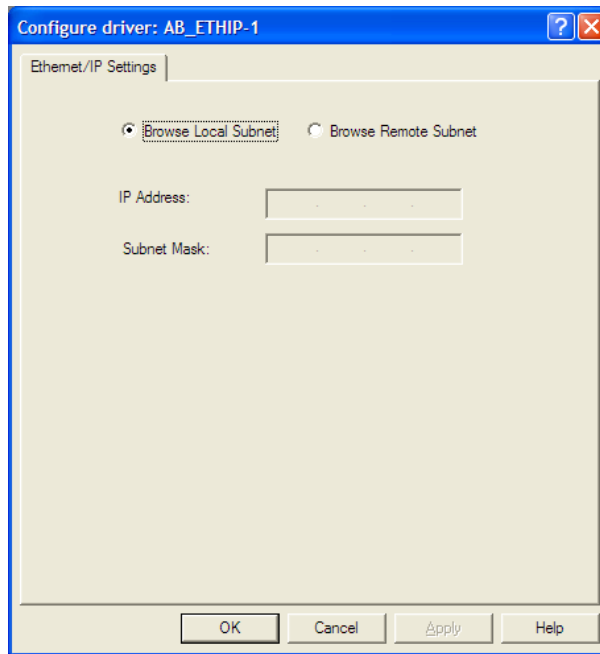 Configure driver: AB_ETHIP-1
Ethernet/IP Settings
Browse Local Subnet Browse Remote Subnet
IP Address:
Subnet Mask:
OK Cancel Apply Help